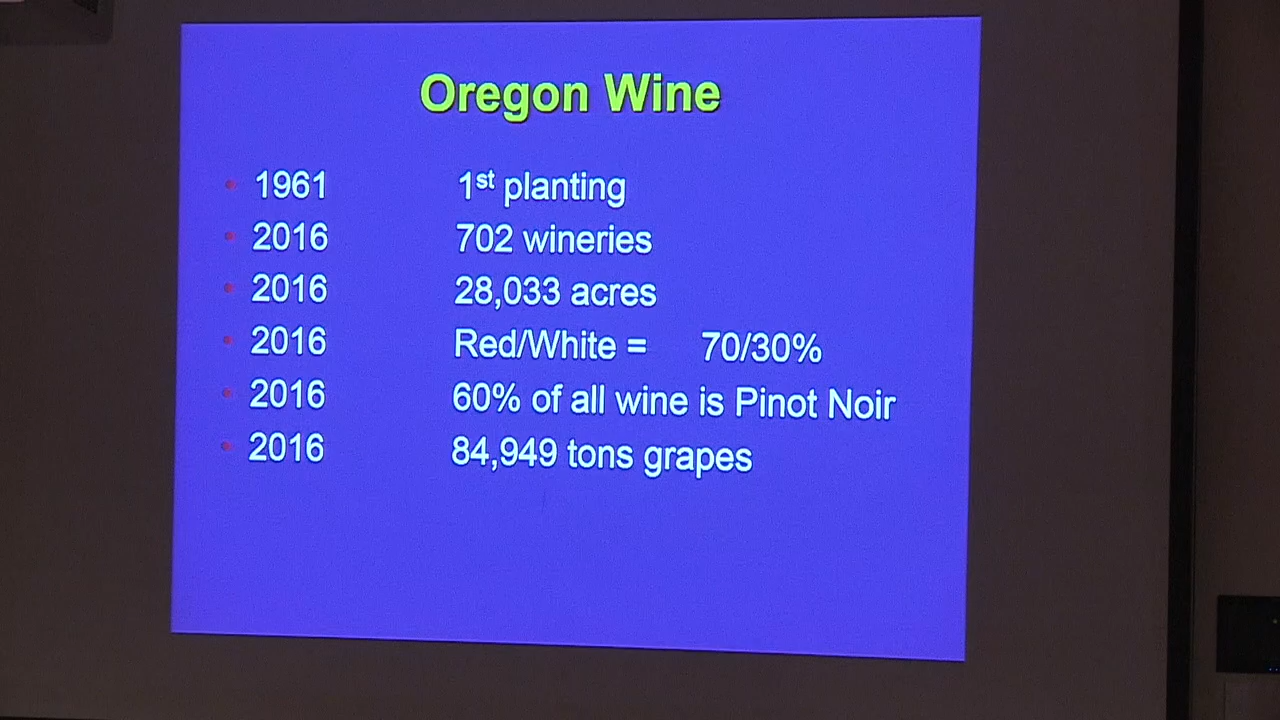 Oregon Wine
• 1961 1st planting
• 2016 702 wineries
• 2016 28,033 acres
• 2016 Red/White = 70/30%
• 2016 60% of all wine is Pinot Noir
• 2016 84,949 tons grapes